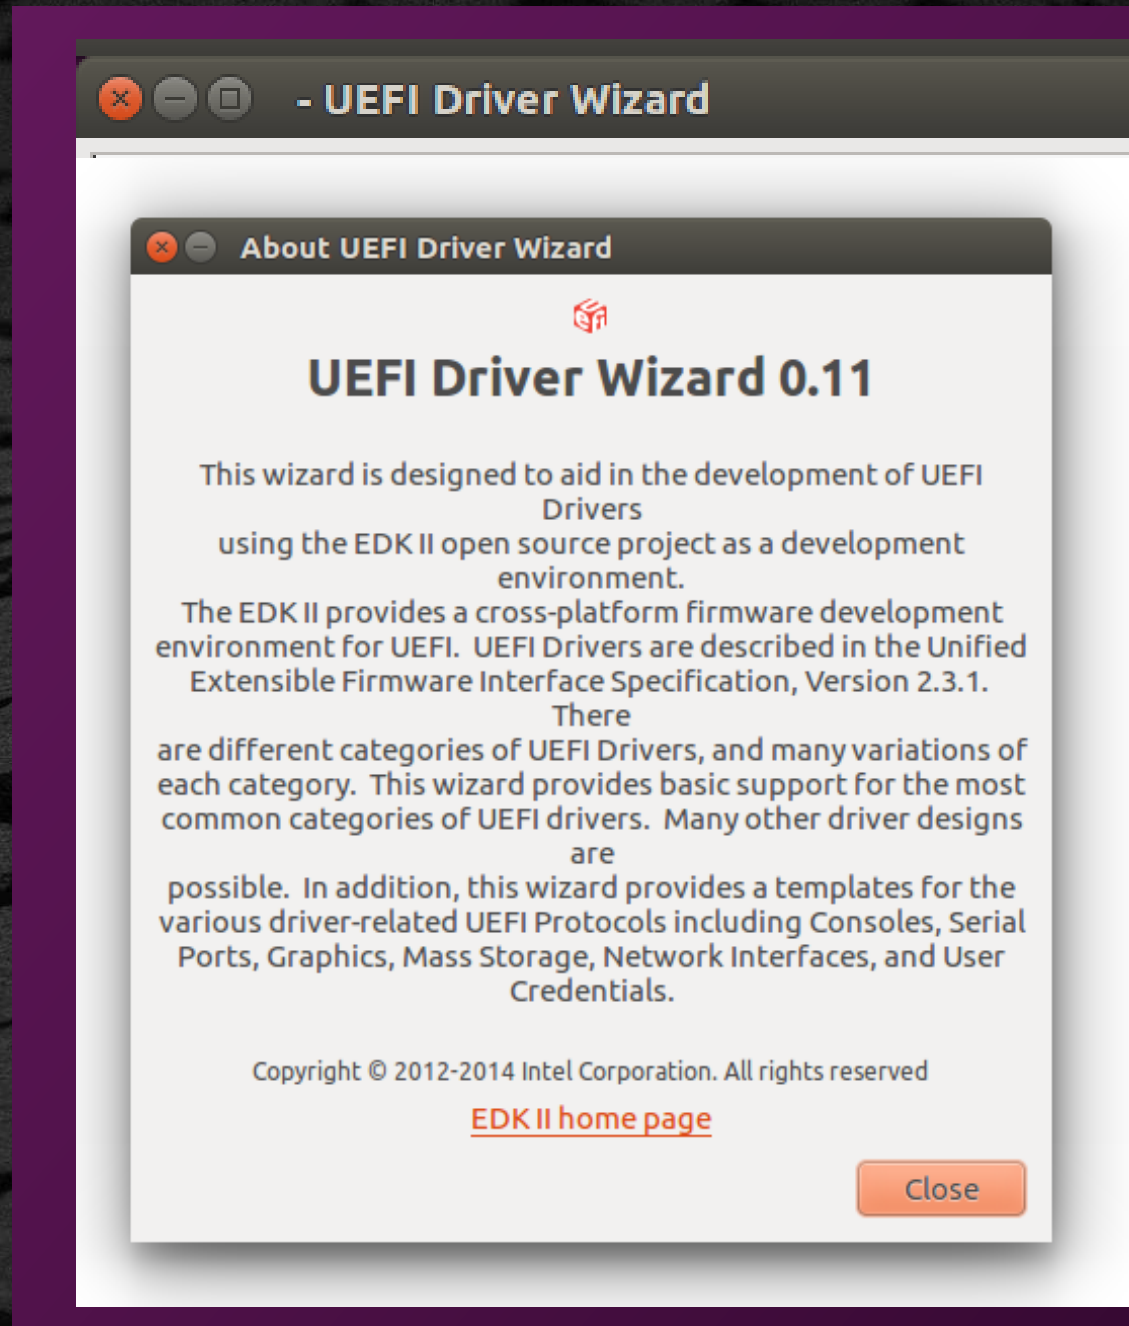 - UEFI Driver Wizard
About UEFI Driver Wizard
UEFI
UEFI Driver Wizard 0.11
This wizard is designed to aid in the development of UEFI
Drivers
using the EDK II open source project as a development
environment.
The EDK II provides a cross-platform firmware development
environment for UEFI.  UEFI Drivers are described in the Unified
Extensible Firmware Interface Specification, Version 2.3.1.
There
are different categories of UEFI Drivers, and many variations of
each category.  This wizard provides basic support for the most
common categories of UEFI drivers.  Many other driver designs
are
possible.  In addition, this wizard provides a templates for the
various driver-related UEFI Protocols including Consoles, Serial
Ports, Graphics, Mass Storage, Network Interfaces, and User
Credentials.
Copyright © 2012-2014 Intel Corporation. All rights reserved
EDK II home page
Close